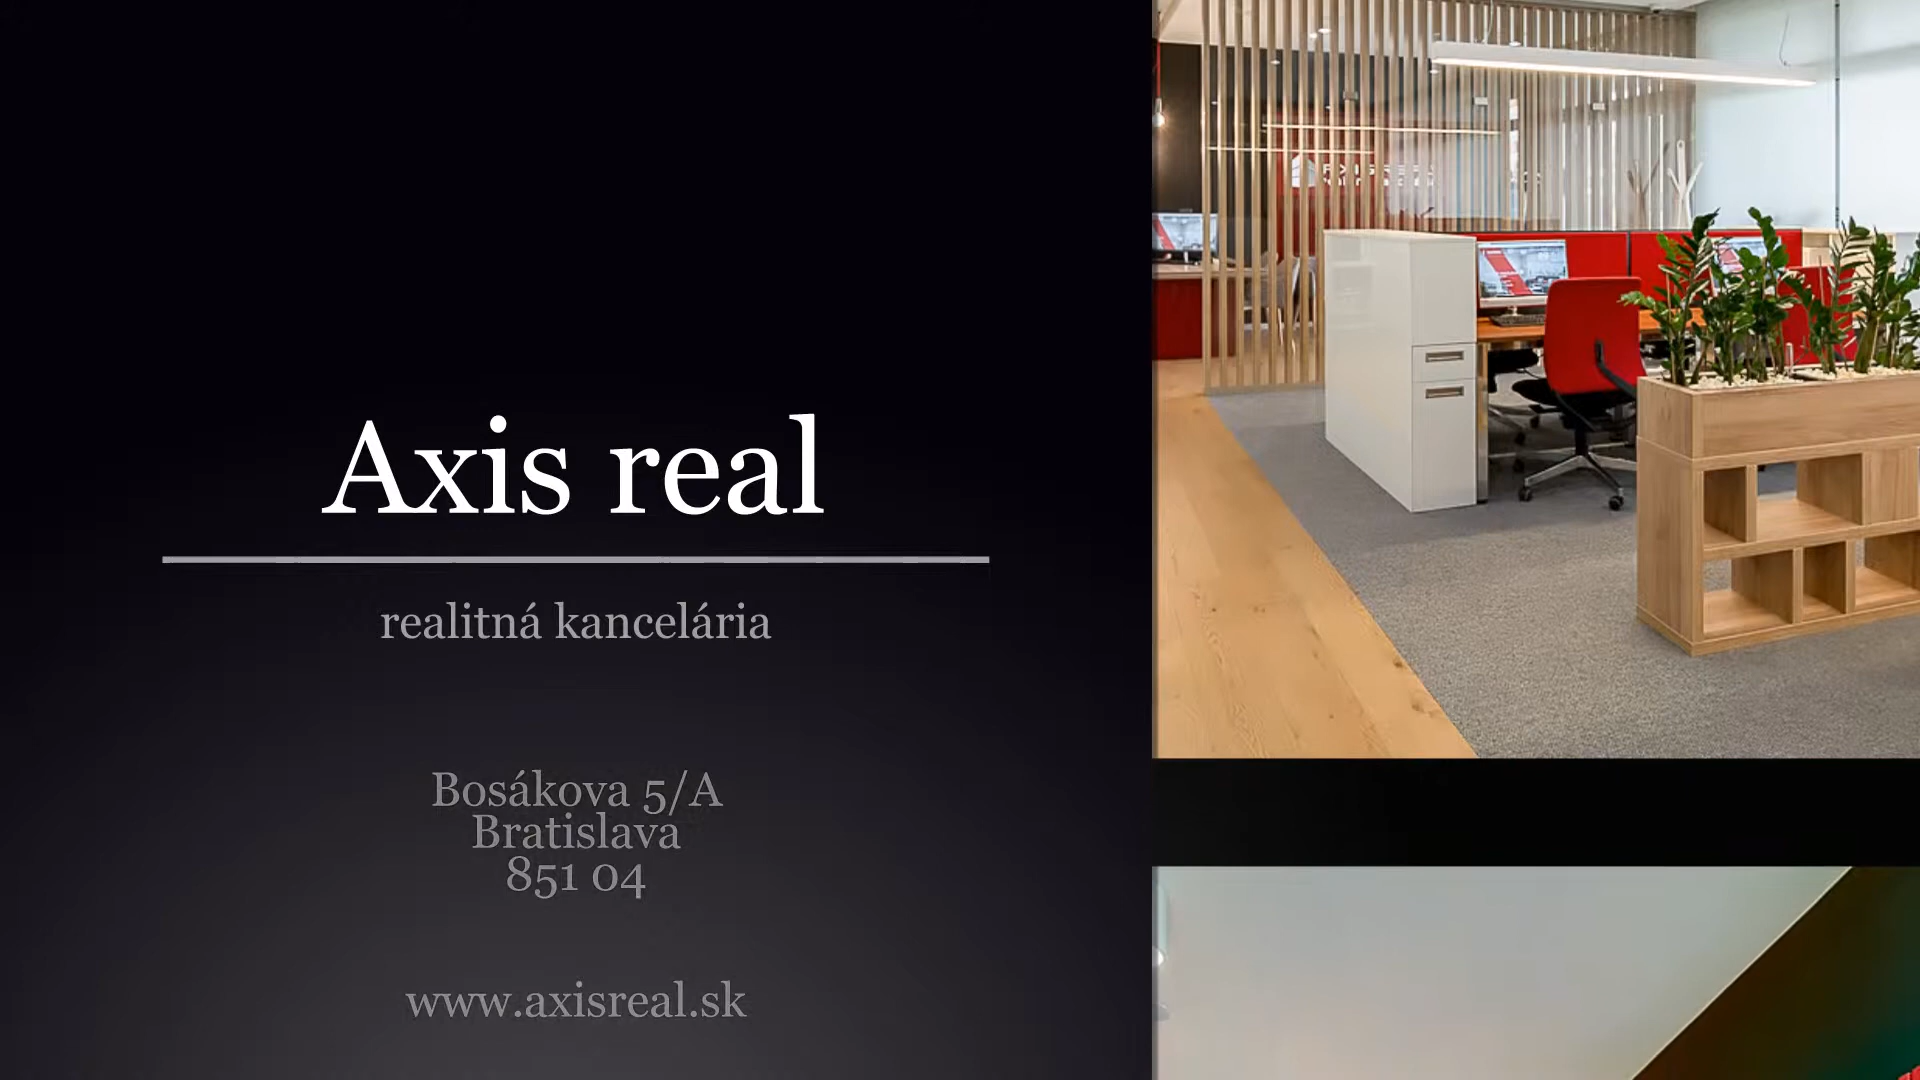 Axis real
realitná kancelária
Bosákova 5/A
Bratislava
851 04
www.axisreal.sk